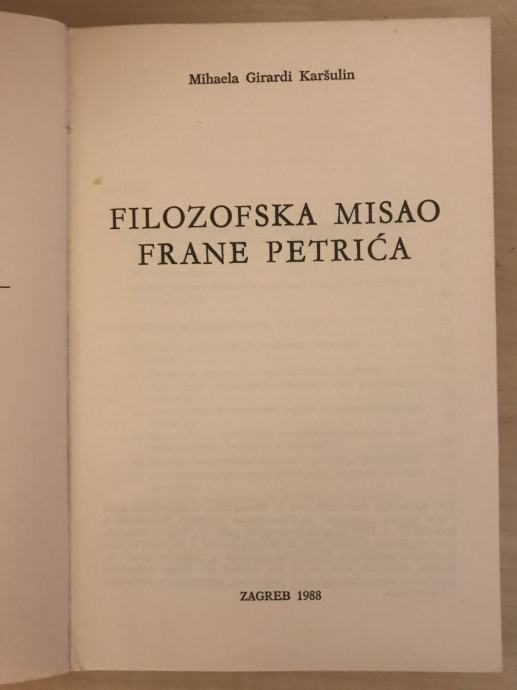 Mihaela Girardi Karšulin
FILOZOFSKA MISAO
FRANE PETRIĆA
ZAGREB 1988